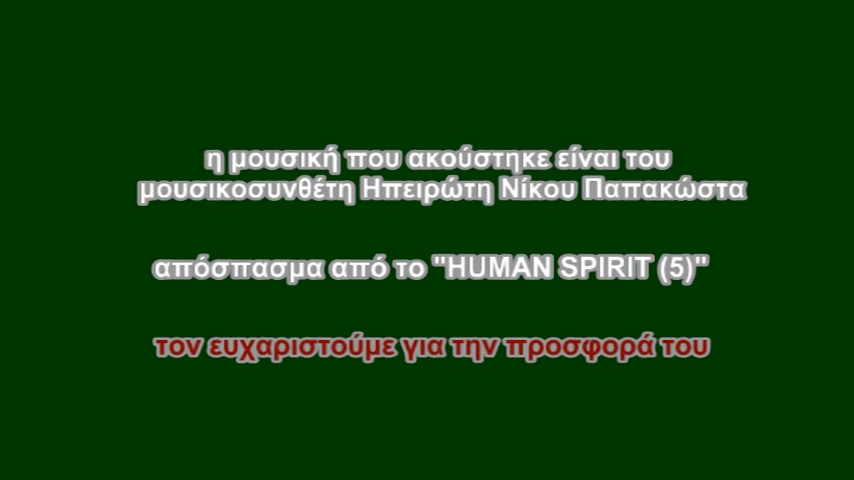 η μουσική που ακούστηκε είναι του
μουσικοσυνθέτη Ηπειρώτη Νίκου Παπακώστα
απόσπασμα από το "HUMAN SPIRIT (5)"
τον ευχαριστούμε για την προσφορά του